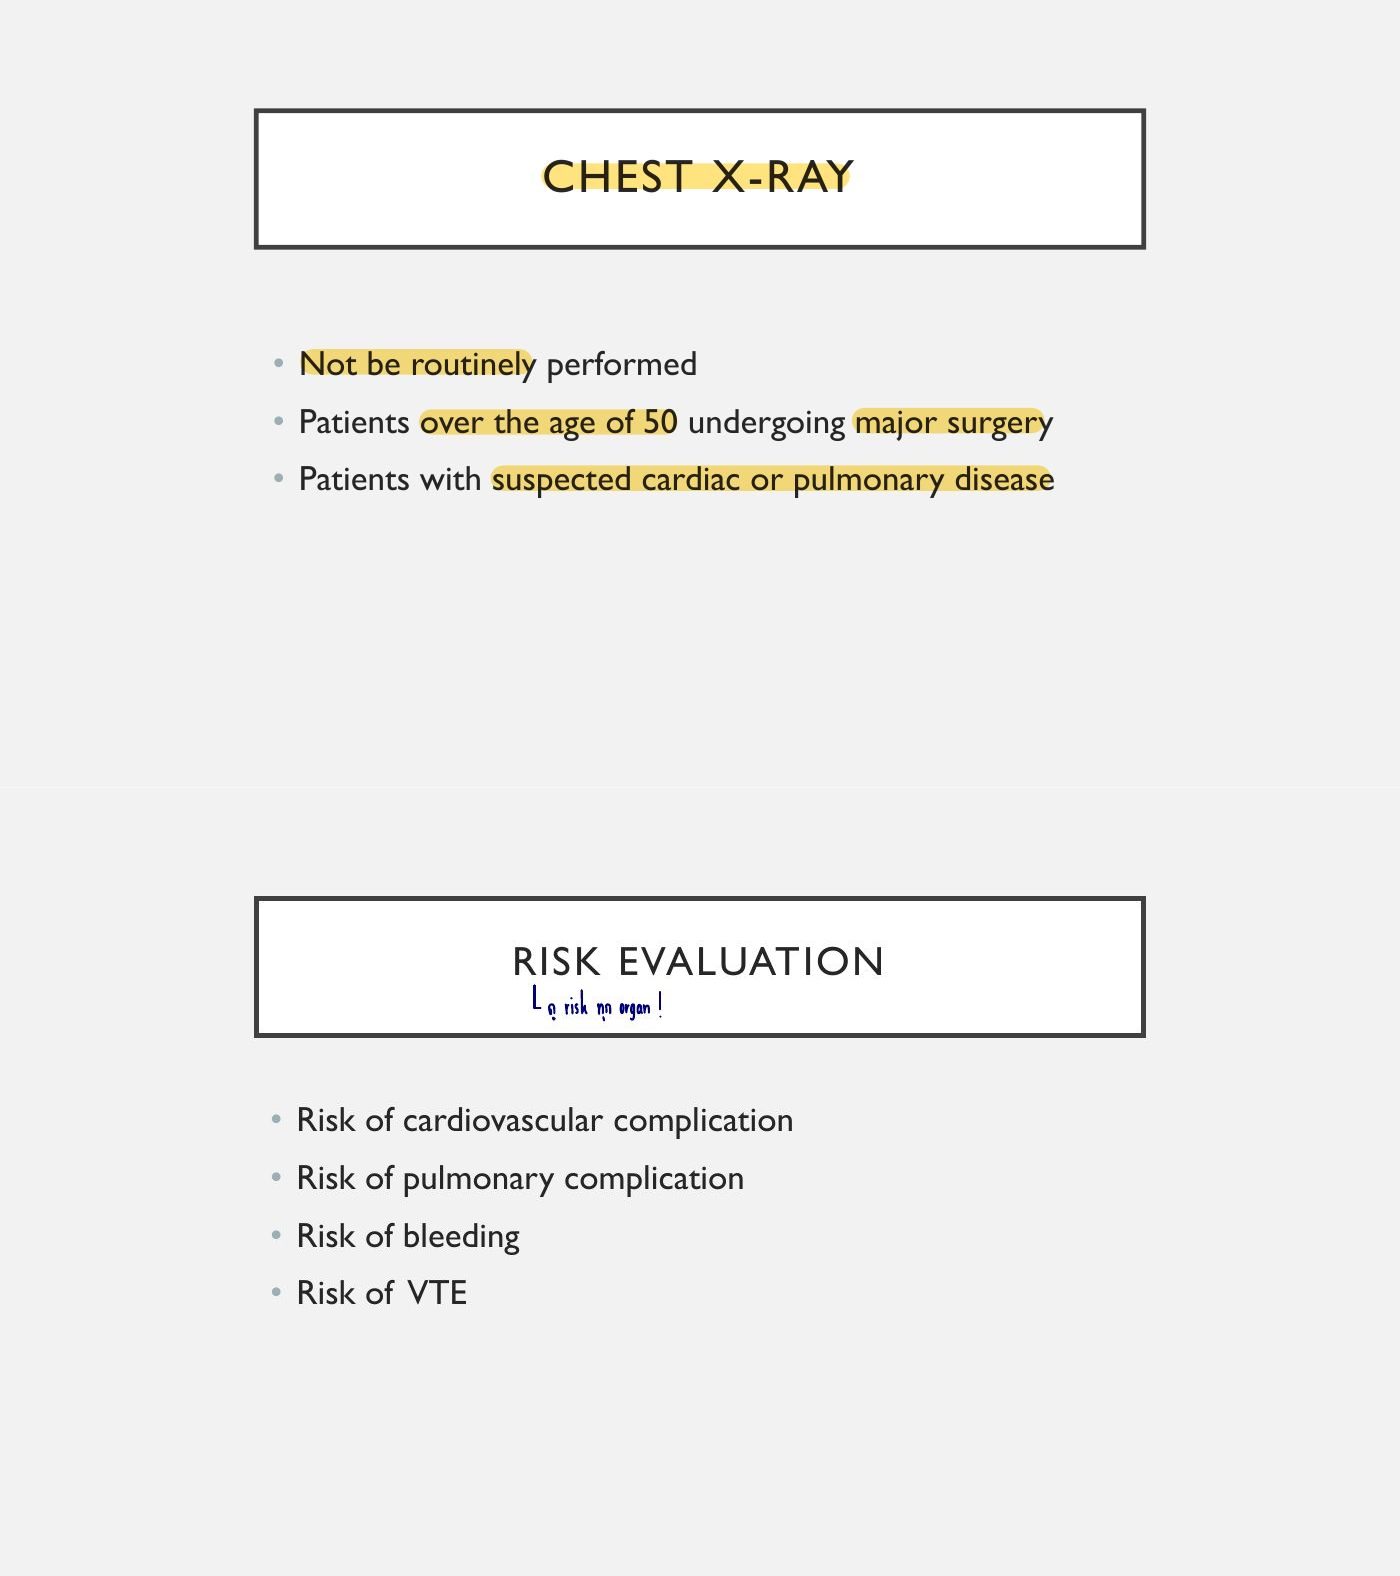 CHEST X-RAY
• Not be routinely performed
• Patients over the age of 50 undergoing major surgery
• Patients with suspected cardiac or pulmonary disease
RISK EVALUATION
ดู risk ทุก organ !
• Risk of cardiovascular complication
• Risk of pulmonary complication
• Risk of bleeding
• Risk of VTE